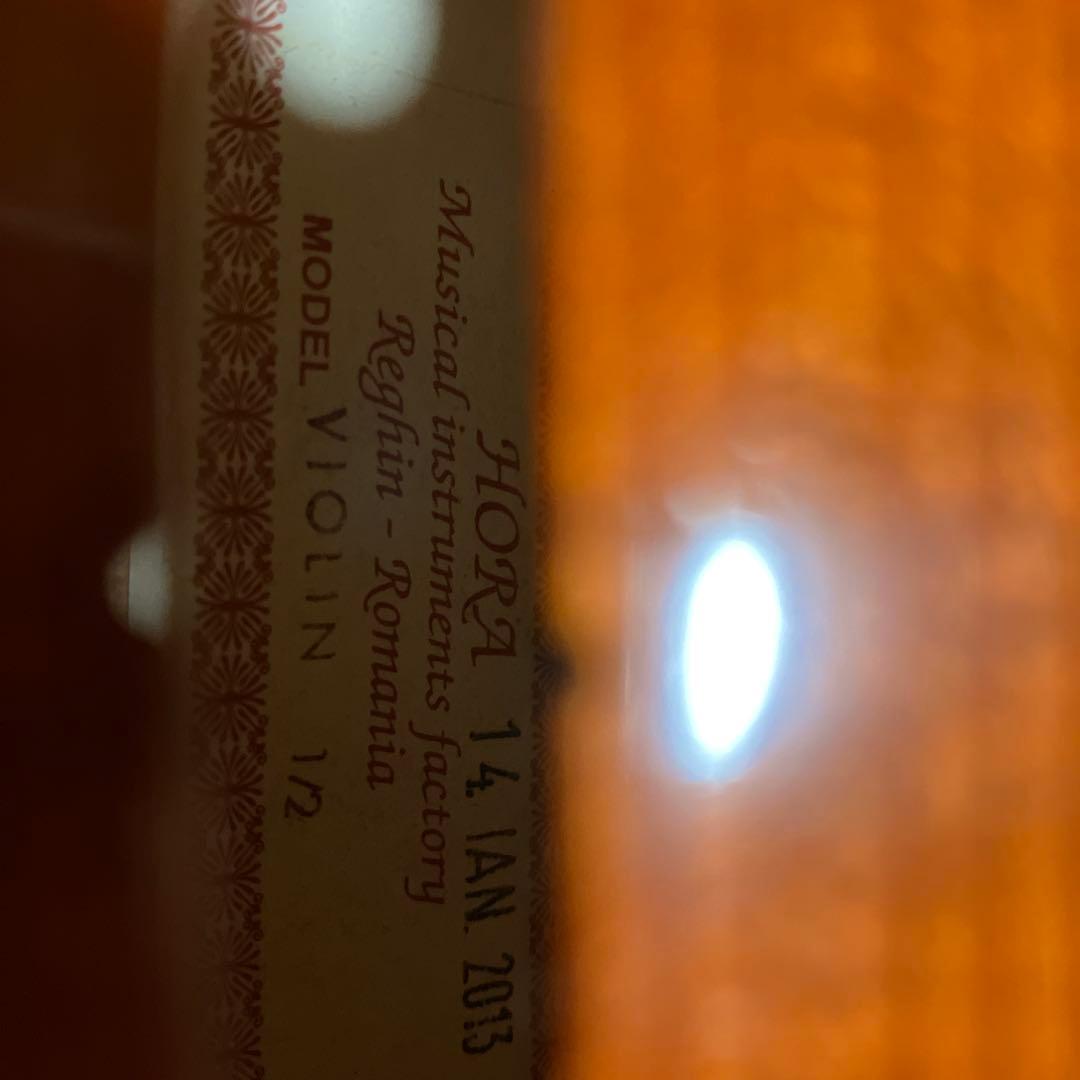 HORA 14. IAN. 2013
Musical instruments factory
Reghin - Romania
MODEL VIOLIN 1/2